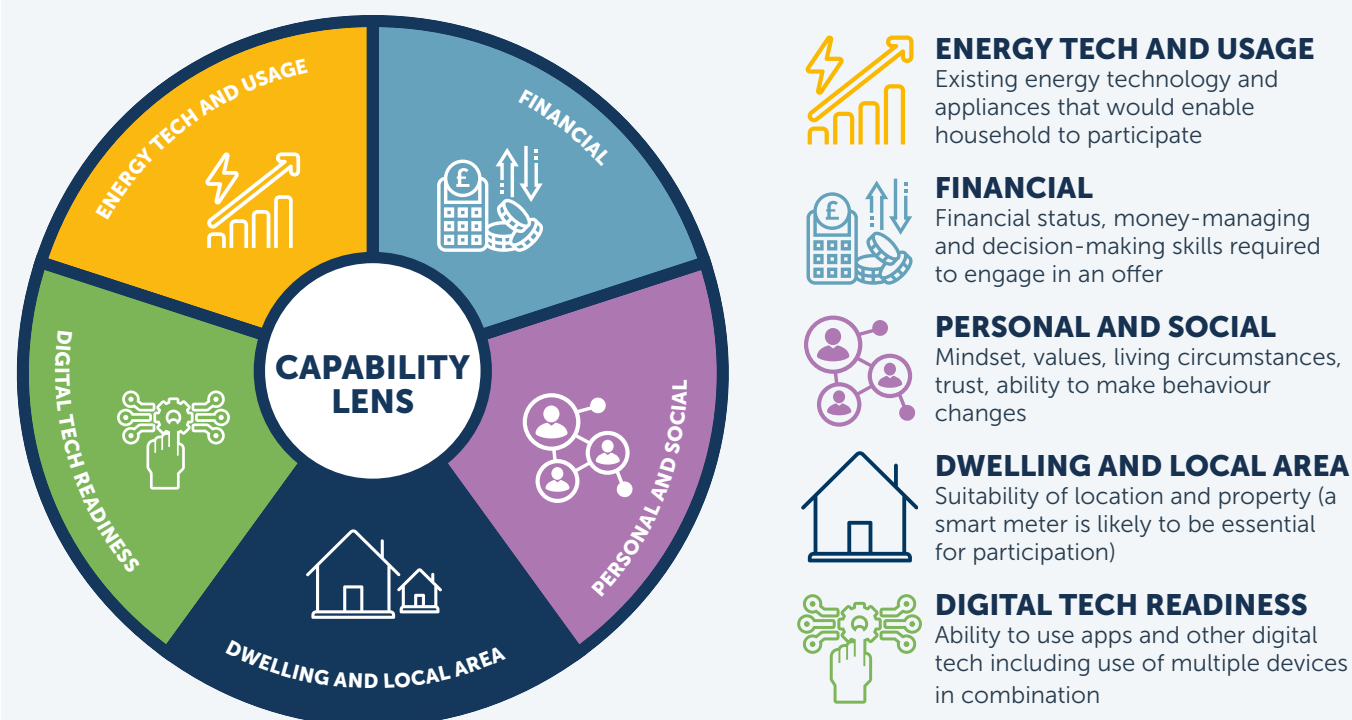 ENERGY TECH AND USAGE
FINANCIAL
PERSONAL AND SOCIAL
DWELLING AND LOCAL AREA
DIGITAL TECH READINESS
CAPABILITY
LENS
£
ENERGY TECH AND USAGE
Existing energy technology and
appliances that would enable
household to participate
£
FINANCIAL
Financial status, money-managing
and decision-making skills required
to engage in an offer
PERSONAL AND SOCIAL
Mindset, values, living circumstances,
trust, ability to make behaviour
changes
DWELLING AND LOCAL AREA
Suitability of location and property (a
smart meter is likely to be essential
for participation)
DIGITAL TECH READINESS
Ability to use apps and other digital
tech including use of multiple devices
in combination